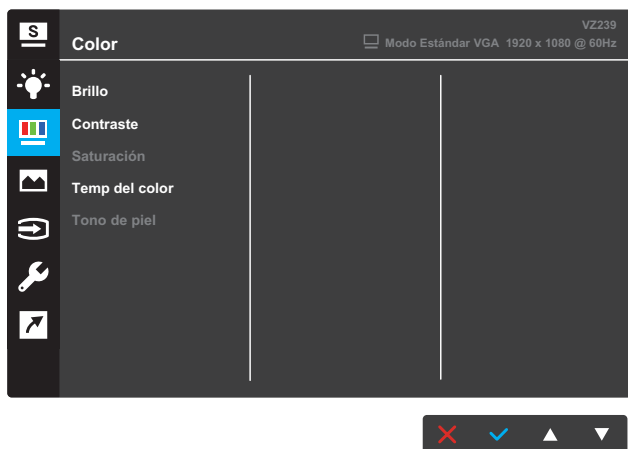 S
VZ239
Color
Modo Estándar VGA 1920 x 1080 @ 60Hz
Brillo
Contraste
Saturación
Temp del color
Tono de piel